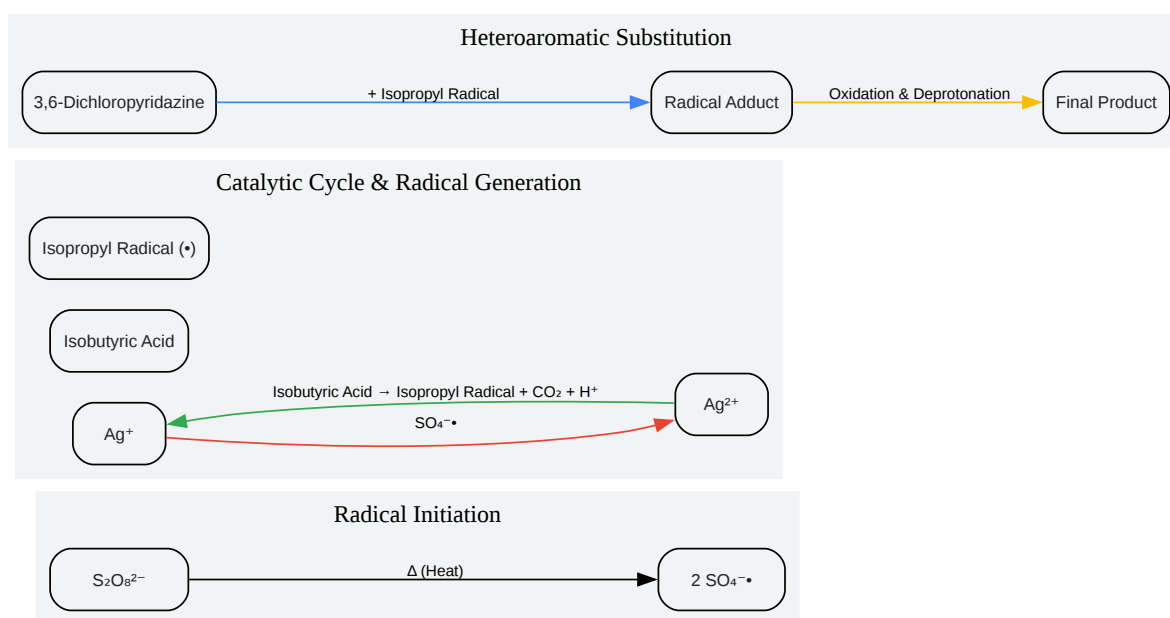 Heteroaromatic Substitution
3,6-Dichloropyridazine
+ Isopropyl Radical
Radical Adduct
Oxidation & Deprotonation
Final Product
Catalytic Cycle & Radical Generation
Isopropyl Radical (•)
Isobutyric Acid
Isobutyric Acid → Isopropyl Radical + CO₂ + H⁺
Ag²⁺
SO₄⁻•
Ag⁺
Radical Initiation
S₂O₈²⁻
Δ (Heat)
2 SO₄⁻•